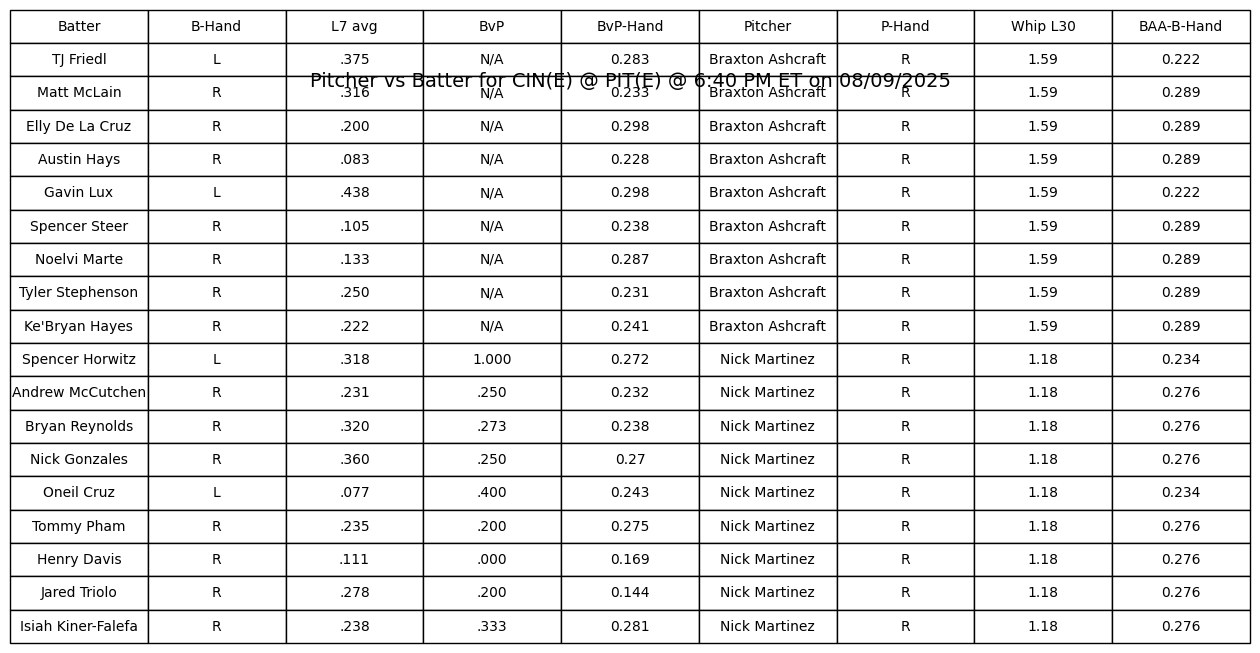 Batter B-Hand L7 avg BvP BvP-Hand Pitcher P-Hand Whip L30 BAA-B-Hand
TJ Friedl L .375 N/A 0.283 Braxton Ashcraft R 1.59 0.222
Pitcher vs Batter for CIN(E) @ PIT(E) @ 6:40 PM ET on 08/09/2025
Matt McLain R .316 N/A 0.233 Braxton Ashcraft R 1.59 0.289
Elly De La Cruz R .200 N/A 0.298 Braxton Ashcraft R 1.59 0.289
Austin Hays R .083 N/A 0.228 Braxton Ashcraft R 1.59 0.289
Gavin Lux L .438 N/A 0.298 Braxton Ashcraft R 1.59 0.222
Spencer Steer R .105 N/A 0.238 Braxton Ashcraft R 1.59 0.289
Noelvi Marte R .133 N/A 0.287 Braxton Ashcraft R 1.59 0.289
Tyler Stephenson R .250 N/A 0.231 Braxton Ashcraft R 1.59 0.289
Ke'Bryan Hayes R .222 N/A 0.241 Braxton Ashcraft R 1.59 0.289
Spencer Horwitz L .318 1.000 0.272 Nick Martinez R 1.18 0.234
Andrew McCutchen R .231 .250 0.232 Nick Martinez R 1.18 0.276
Bryan Reynolds R .320 .273 0.238 Nick Martinez R 1.18 0.276
Nick Gonzales R .360 .250 0.27 Nick Martinez R 1.18 0.276
Oneil Cruz L .077 .400 0.243 Nick Martinez R 1.18 0.234
Tommy Pham R .235 .200 0.275 Nick Martinez R 1.18 0.276
Henry Davis R .111 .000 0.169 Nick Martinez R 1.18 0.276
Jared Triolo R .278 .200 0.144 Nick Martinez R 1.18 0.276
Isiah Kiner-Falefa R .238 .333 0.281 Nick Martinez R 1.18 0.276